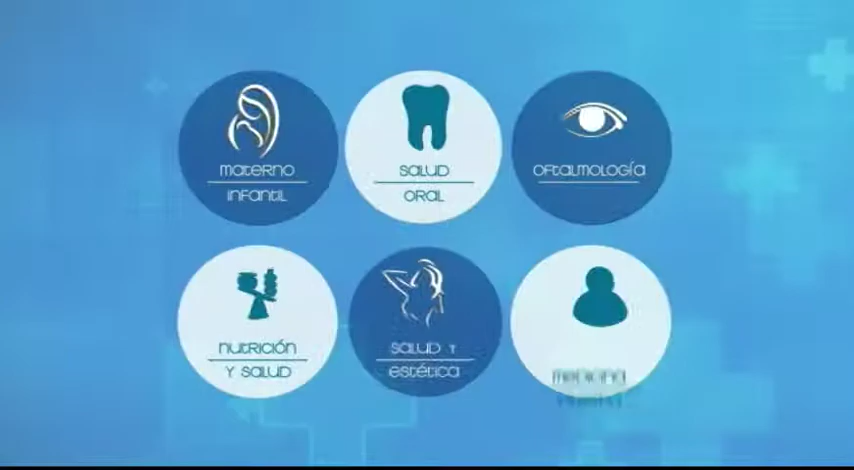 materno
infantil
salud
oral
oftalmología
nutrición
y salud
salud y
estética